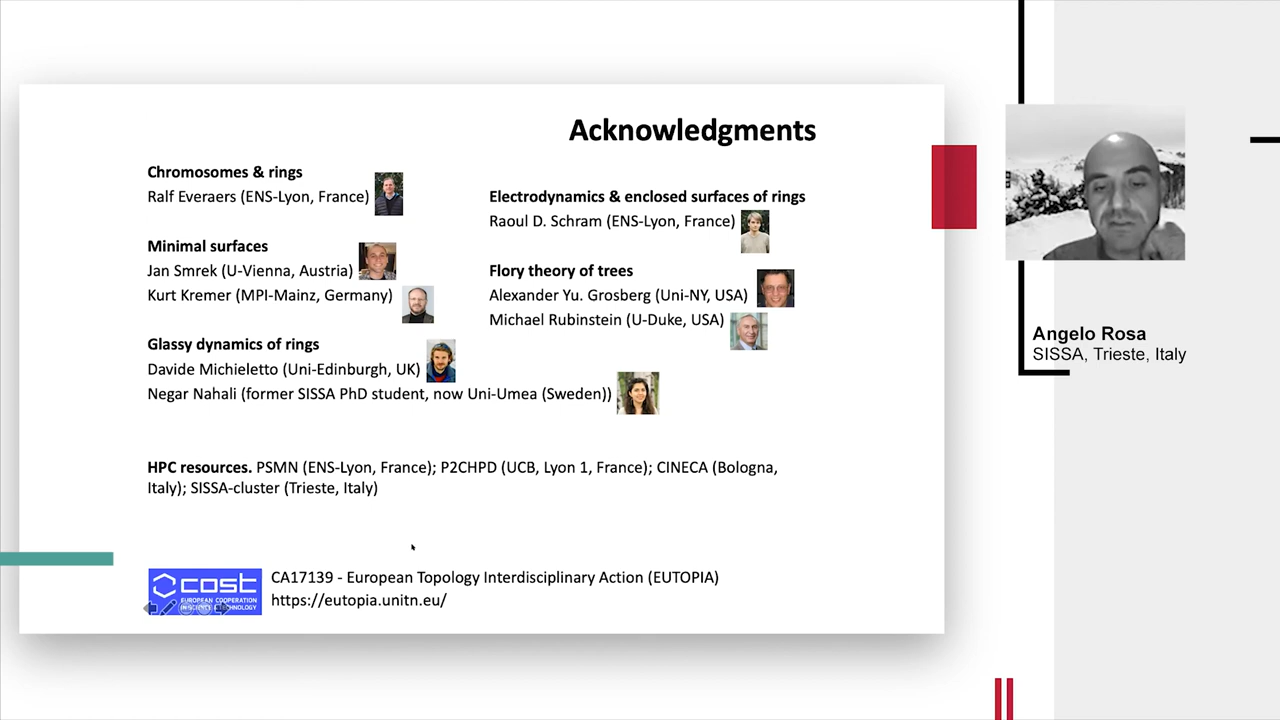 Acknowledgments
Chromosomes & rings
Ralf Everaers (ENS-Lyon, France)
Minimal surfaces
Jan Smrek (U-Vienna, Austria)
Kurt Kremer (MPI-Mainz, Germany)
Glassy dynamics of rings
Davide Michieletto (Uni-Edinburgh, UK)
Negar Nahali (former SISSA PhD student, now Uni-Umea (Sweden))
Electrodynamics & enclosed surfaces of rings
Raoul D. Schram (ENS-Lyon, France)
Flory theory of trees
Alexander Yu. Grosberg (Uni-NY, USA)
Michael Rubinstein (U-Duke, USA)
HPC resources. PSMN (ENS-Lyon, France); P2CHPD (UCB, Lyon 1, France); CINECA (Bologna,
Italy); SISSA-cluster (Trieste, Italy)
cost
EUROPEAN COOPERATION
IN SCIENCE & TECHNOLOGY
CA17139 - European Topology Interdisciplinary Action (EUTOPIA)
https://eutopia.unitn.eu/
Angelo Rosa
SISSA, Trieste, Italy